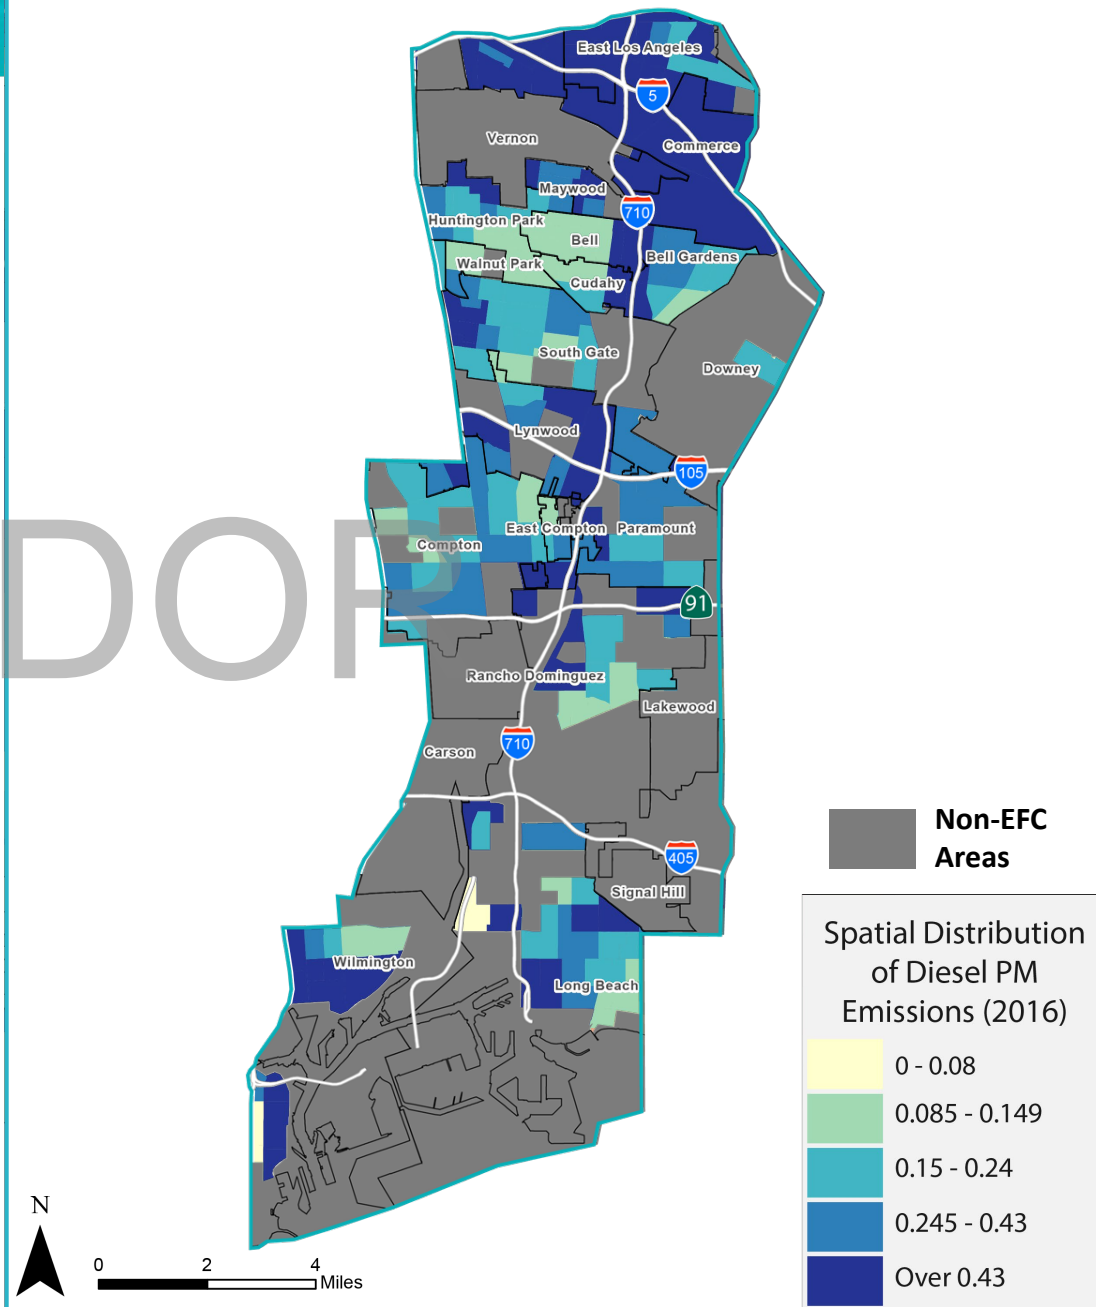 East Los Angeles
5
Vernon
Commerce
Maywood
710
Huntington Park
Bell
Bell Gardens
Walnut Park
Cudahy
South Gate
Downey
Lynwood
105
DOR
East Compton
Paramount
Compton
91
Rancho Dominguez
Lakewood
710
Carson
Non-EFC
Areas
405
Signal Hill
Spatial Distribution
of Diesel PM
Emissions (2016)
Wilmington
Long Beach
0 - 0.08
0.085 - 0.149
0.15 - 0.24
0.245 - 0.43
Over 0.43
N
0 2 4
Miles